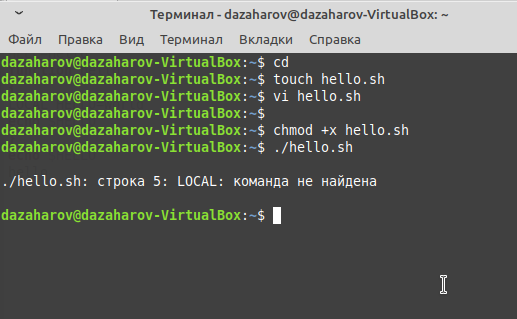 Терминал - dazaharov@dazaharov-VirtualBox: ~
Файл Правка Вид Терминал Вкладки Справка
dazaharov@dazaharov-VirtualBox:~$ cd
dazaharov@dazaharov-VirtualBox:~$ touch hello.sh
dazaharov@dazaharov-VirtualBox:~$ vi hello.sh
dazaharov@dazaharov-VirtualBox:~$
dazaharov@dazaharov-VirtualBox:~$ chmod +x hello.sh
dazaharov@dazaharov-VirtualBox:~$ ./hello.sh
./hello.sh: строка 5: LOCAL: команда не найдена
dazaharov@dazaharov-VirtualBox:~$